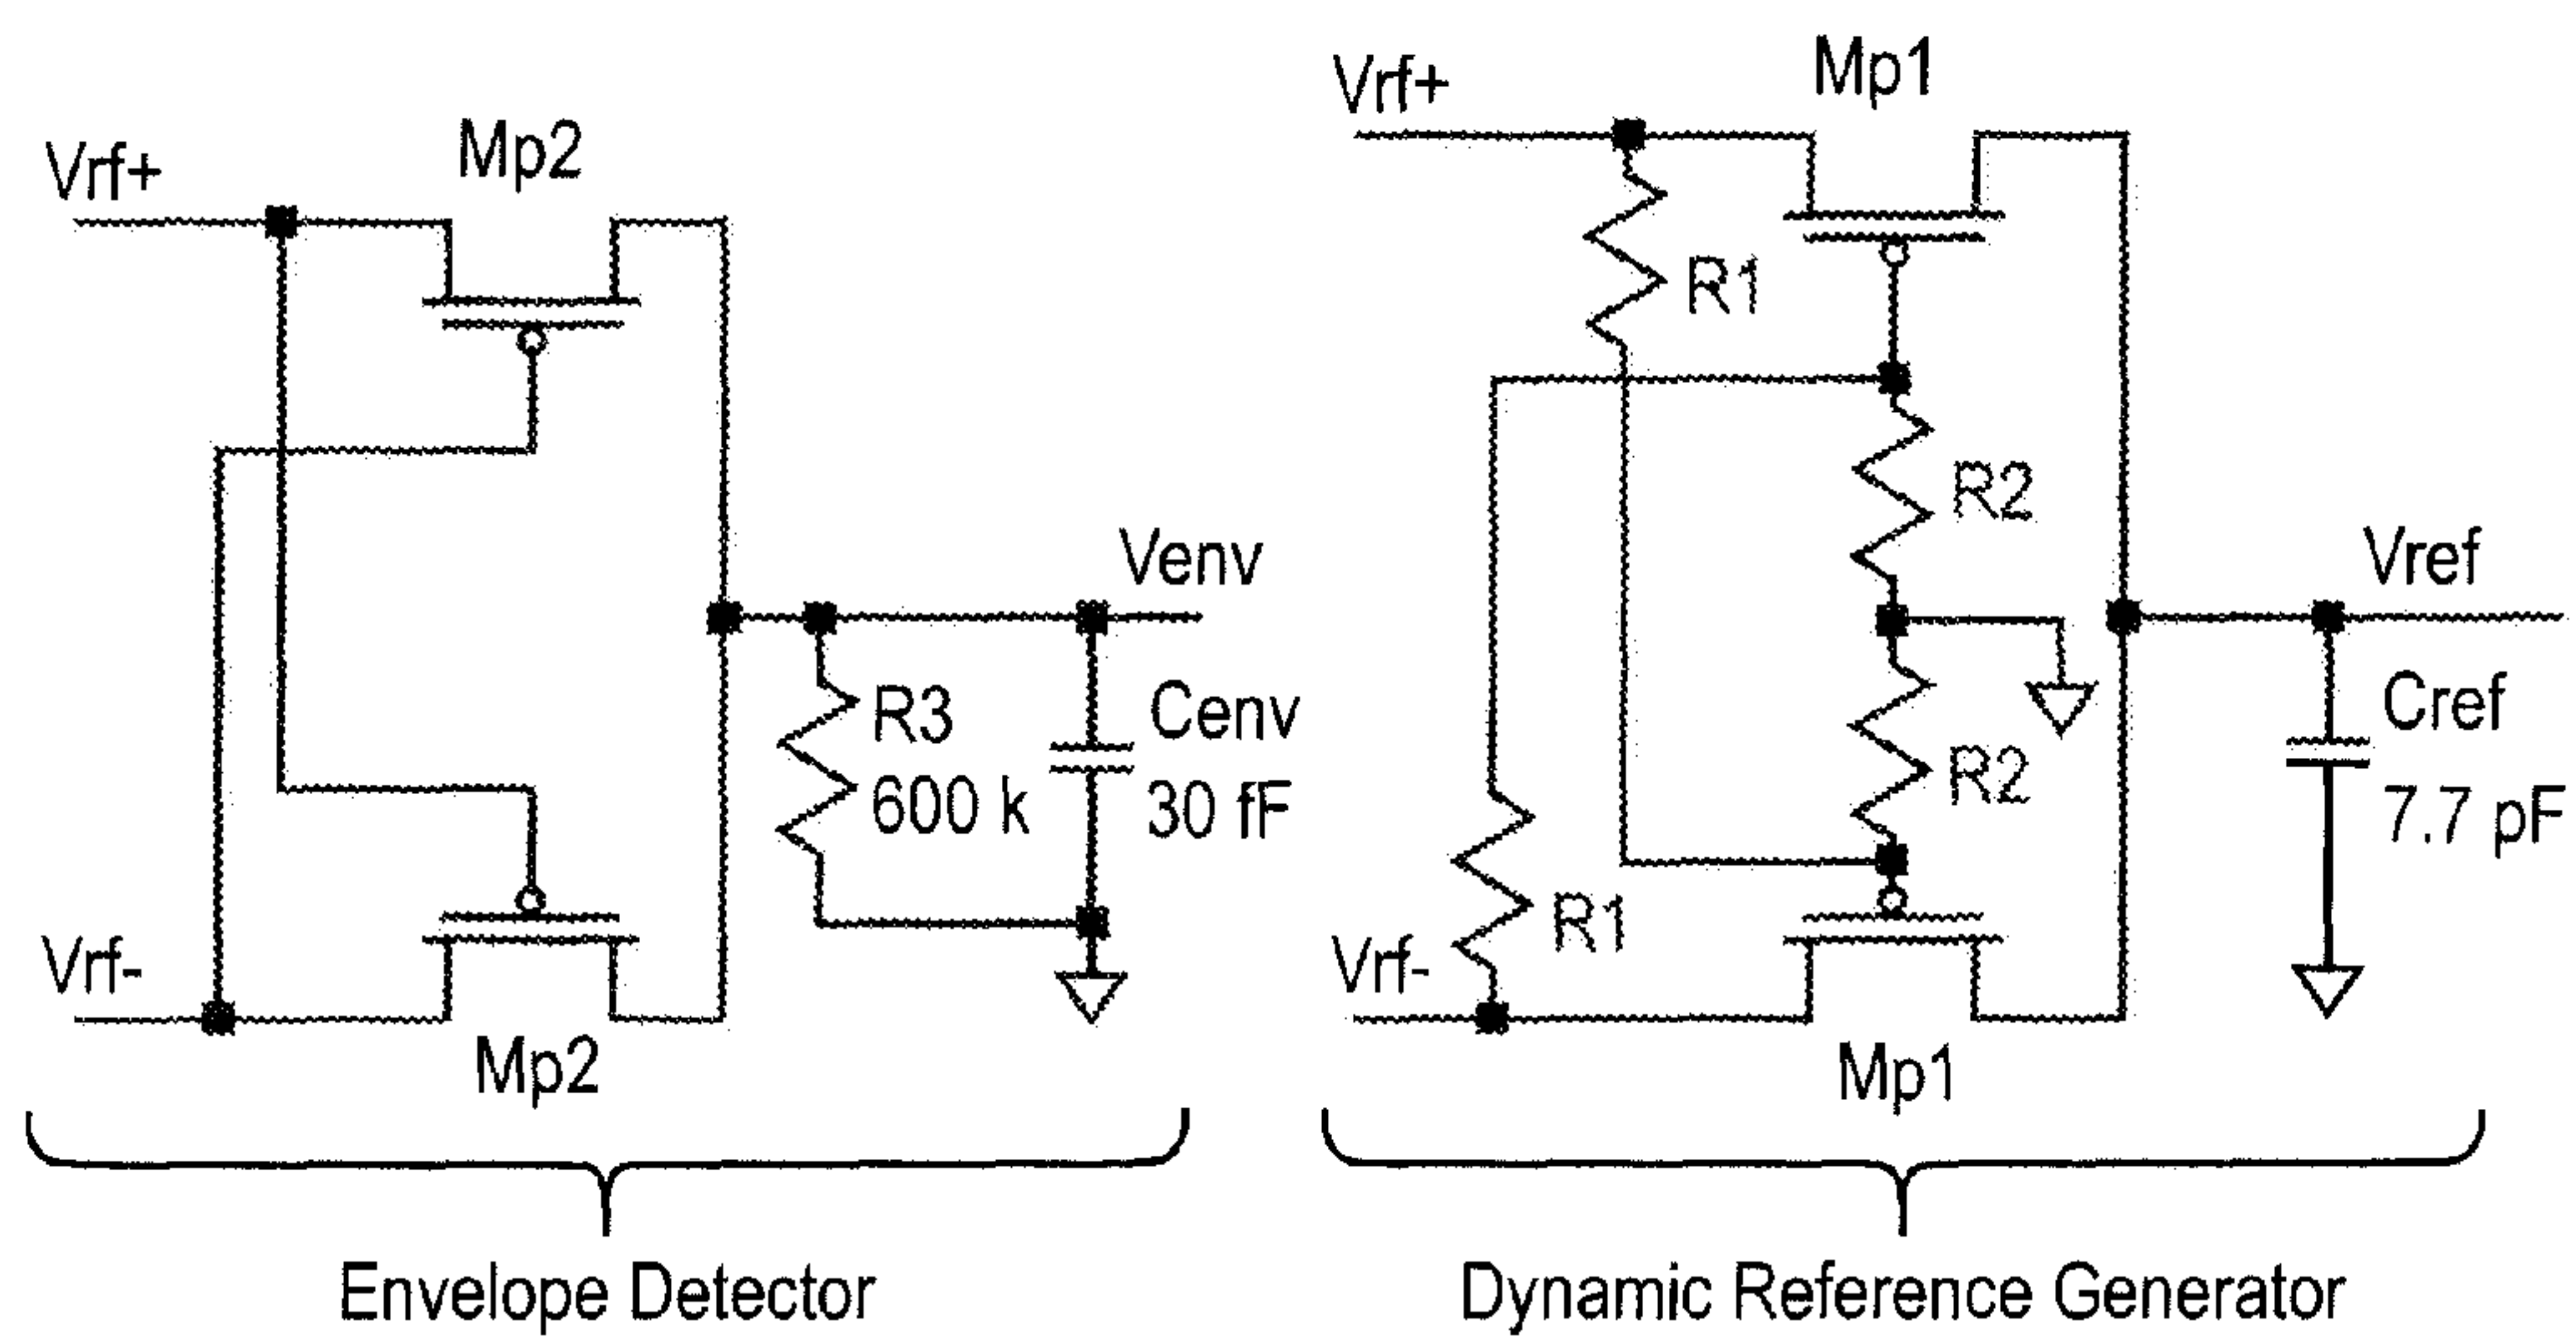 Vrf+
Mp2
Venv
R3
600 k
Cenv
30 fF
Vrf-
Mp2
Envelope Detector
Vrf+
Mp1
R1
R2
R2
Vref
Cref
7.7 pF
R1
Vrf-
Mp1
Dynamic Reference Generator